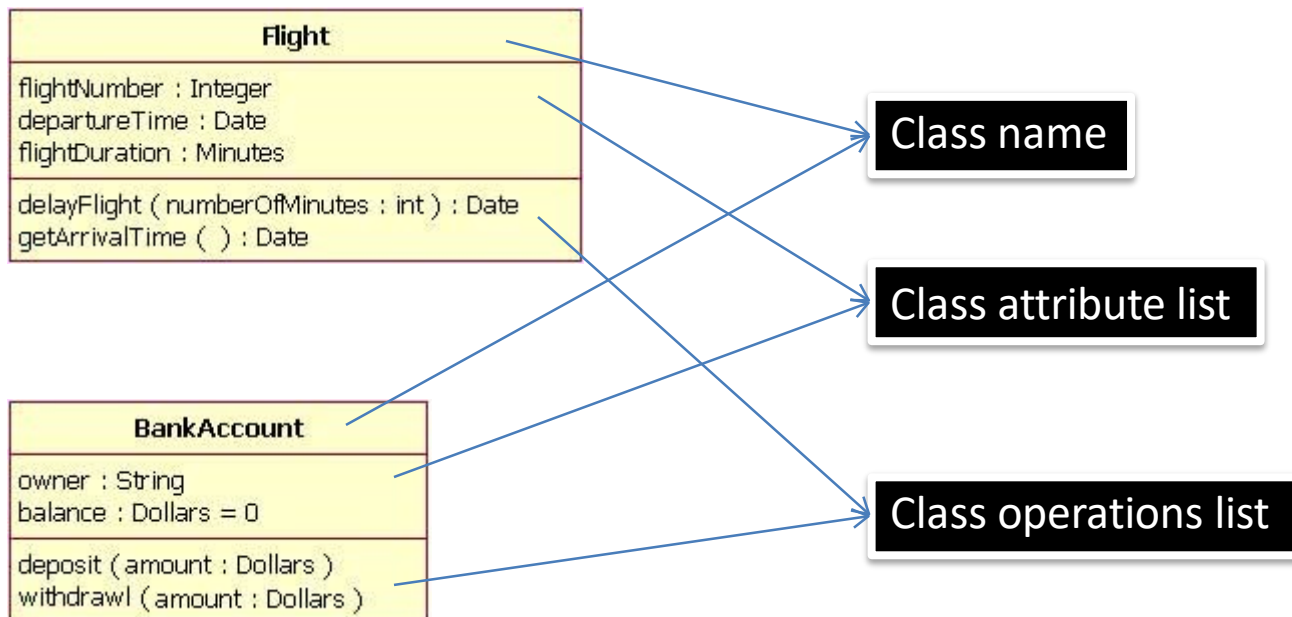 Flight
flightNumber : Integer
departureTime : Date
flightDuration : Minutes
delayFlight ( numberOfMinutes : int ) : Date
getArrivalTime ( ) : Date
BankAccount
owner : String
balance : Dollars = 0
deposit ( amount : Dollars )
withdrawl ( amount : Dollars )
Class name
Class attribute list
Class operations list